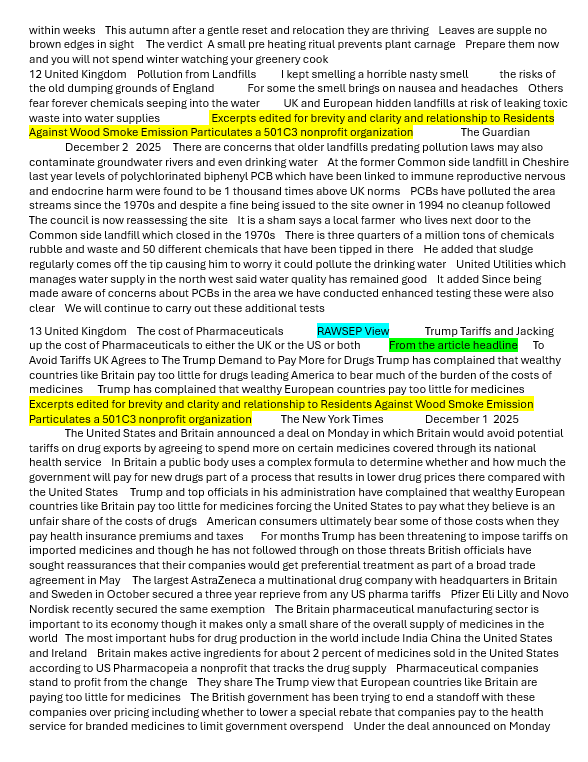 within weeks   This autumn after a gentle reset and relocation they are thriving   Leaves are supple no
brown edges in sight    The verdict  A small pre heating ritual prevents plant carnage   Prepare them now
and you will not spend winter watching your greenery cook
12 United Kingdom   Pollution from Landfills      I kept smelling a horrible nasty smell        the risks of
the old dumping grounds of England        For some the smell brings on nausea and headaches   Others
fear forever chemicals seeping into the water      UK and European hidden landfills at risk of leaking toxic
waste into water supplies             Excerpts edited for brevity and clarity and relationship to Residents
Against Wood Smoke Emission Particulates a 501C3 nonprofit organization            The Guardian
December 2  2025    There are concerns that older landfills predating pollution laws may also
contaminate groundwater rivers and even drinking water   At the former Common side landfill in Cheshire
last year levels of polychlorinated biphenyl PCB which have been linked to immune reproductive nervous
and endocrine harm were found to be 1 thousand times above UK norms    PCBs have polluted the area
streams since the 1970s and despite a fine being issued to the site owner in 1994 no cleanup followed
The council is now reassessing the site   It is a sham says a local farmer  who lives next door to the
Common side landfill which closed in the 1970s   There is three quarters of a million tons of chemicals
rubble and waste and 50 different chemicals that have been tipped in there   He added that sludge
regularly comes off the tip causing him to worry it could pollute the drinking water   United Utilities which
manages water supply in the north west said water quality has remained good   It added Since being
made aware of concerns about PCBs in the area we have conducted enhanced testing these were also
clear   We will continue to carry out these additional tests
13 United Kingdom   The cost of Pharmaceuticals         RAWSEP View         Trump Tariffs and Jacking
up the cost of Pharmaceuticals to either the UK or the US or both        From the article headline    To
Avoid Tariffs UK Agrees to The Trump Demand to Pay More for Drugs Trump has complained that wealthy
countries like Britain pay too little for drugs leading America to bear much of the burden of the costs of
medicines    Trump has complained that wealthy European countries pay too little for medicines
Excerpts edited for brevity and clarity and relationship to Residents Against Wood Smoke Emission
Particulates a 501C3 nonprofit organization       The New York Times          December 1  2025
The United States and Britain announced a deal on Monday in which Britain would avoid potential
tariffs on drug exports by agreeing to spend more on certain medicines covered through its national
health service   In Britain a public body uses a complex formula to determine whether and how much the
government will pay for new drugs part of a process that results in lower drug prices there compared with
the United States    Trump and top officials in his administration have complained that wealthy European
countries like Britain pay too little for medicines forcing the United States to pay what they believe is an
unfair share of the costs of drugs   American consumers ultimately bear some of those costs when they
pay health insurance premiums and taxes     For months Trump has been threatening to impose tariffs on
imported medicines and though he has not followed through on those threats British officials have
sought reassurances that their companies would get preferential treatment as part of a broad trade
agreement in May    The largest AstraZeneca a multinational drug company with headquarters in Britain
and Sweden in October secured a three year reprieve from any US pharma tariffs   Pfizer Eli Lilly and Novo
Nordisk recently secured the same exemption   The Britain pharmaceutical manufacturing sector is
important to its economy though it makes only a small share of the overall supply of medicines in the
world  The most important hubs for drug production in the world include India China the United States
and Ireland   Britain makes active ingredients for about 2 percent of medicines sold in the United States
according to US Pharmacopeia a nonprofit that tracks the drug supply   Pharmaceutical companies
stand to profit from the change   They share The Trump view that European countries like Britain are
paying too little for medicines   The British government has been trying to end a standoff with these
companies over pricing including whether to lower a special rebate that companies pay to the health
service for branded medicines to limit government overspend   Under the deal announced on Monday